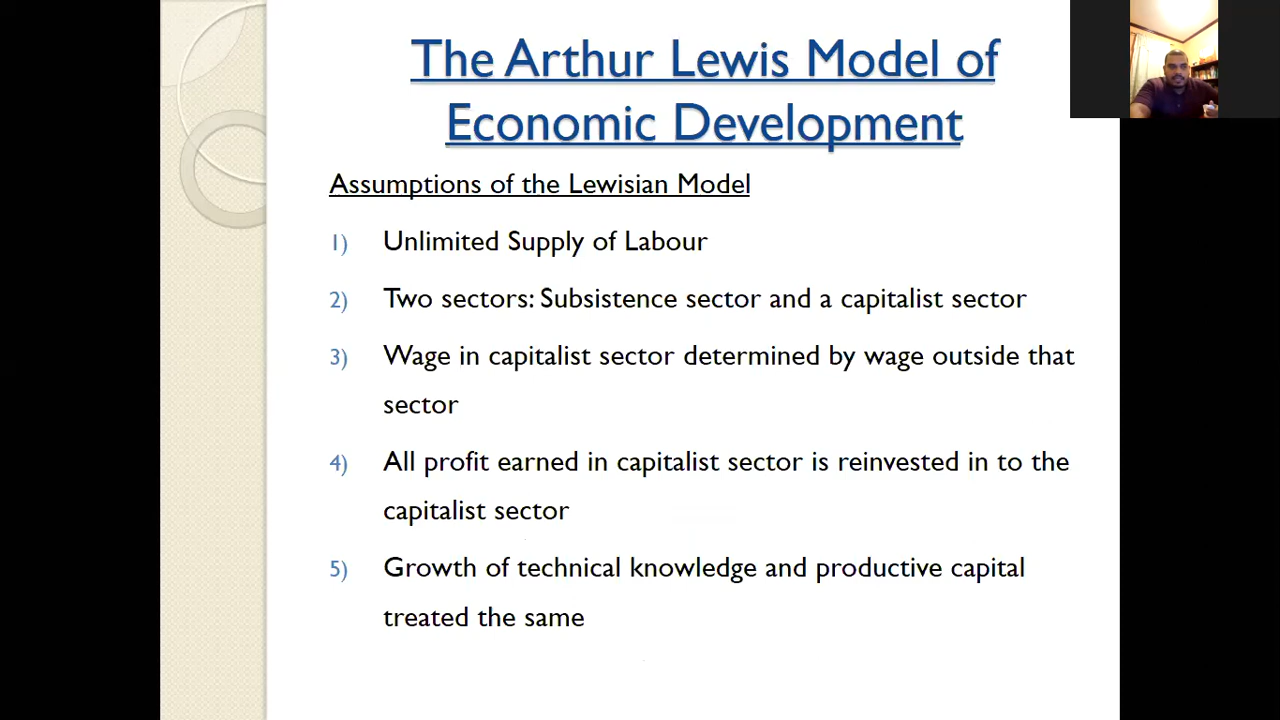 The Arthur Lewis Model of
Economic Development
Assumptions of the Lewisian Model
1) Unlimited Supply of Labour
2) Two sectors: Subsistence sector and a capitalist sector
3) Wage in capitalist sector determined by wage outside that
sector
4) All profit earned in capitalist sector is reinvested in to the
capitalist sector
5) Growth of technical knowledge and productive capital
treated the same